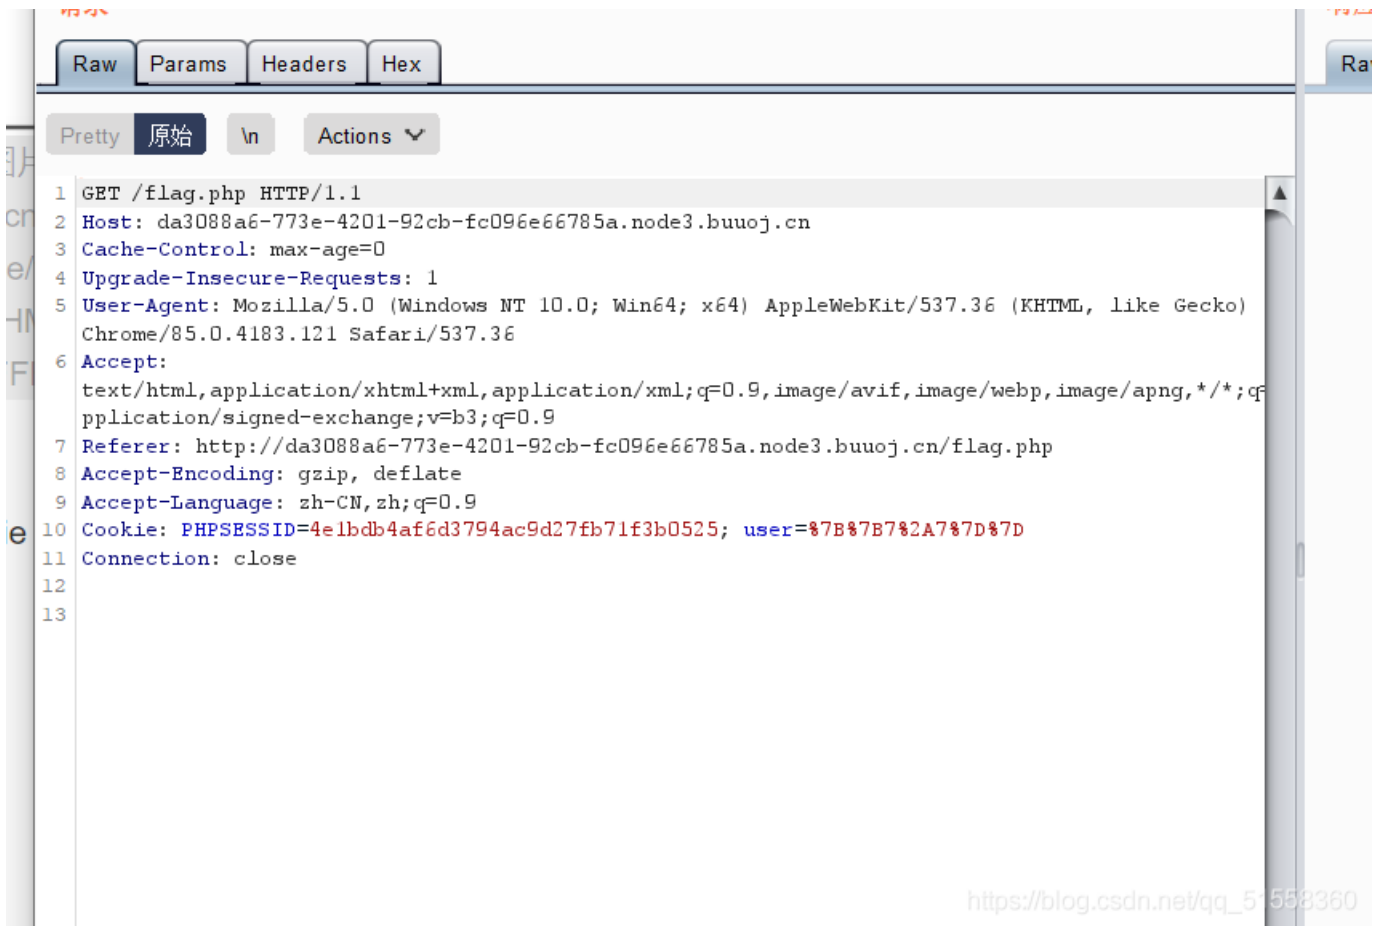 请求
Raw Params Headers Hex
Pretty 原始 \n Actions
1 GET /flag.php HTTP/1.1
2 Host: da3088a6-773e-4201-92cb-fc096e66785a.node3.buuoj.cn
3 Cache-Control: max-age=0
4 Upgrade-Insecure-Requests: 1
5 User-Agent: Mozilla/5.0 (Windows NT 10.0; Win64; x64) AppleWebKit/537.36 (KHTML, like Gecko)
Chrome/85.0.4183.121 Safari/537.36
6 Accept:
text/html,application/xhtml+xml,application/xml;q=0.9,image/avif,image/webp,image/apng,*/*;q=
pplication/signed-exchange;v=b3;q=0.9
7 Referer: http://da3088a6-773e-4201-92cb-fc096e66785a.node3.buuoj.cn/flag.php
8 Accept-Encoding: gzip, deflate
9 Accept-Language: zh-CN,zh;q=0.9
10 Cookie: PHPSESSID=4e1bdb4af6d3794ac9d27fb71f3b0525; user=%7B%7B7%2A7%7D%7D
11 Connection: close
12
13
https://blog.csdn.net/qq_51558360